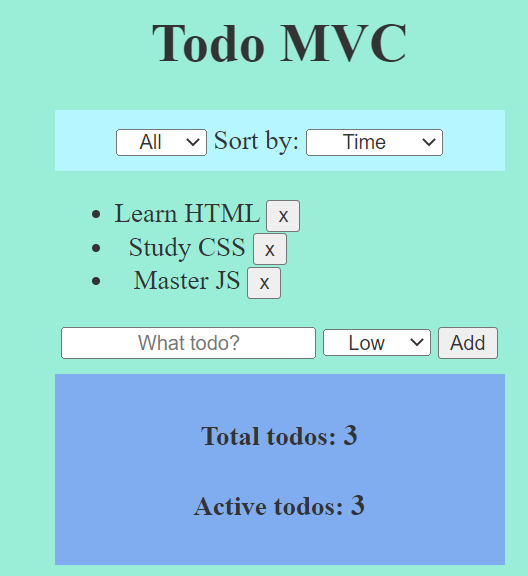 Todo MVC
All Sort by: Time
Learn HTML x
Study CSS x
Master JS x
What todo? Low Add
Total todos: 3
Active todos: 3